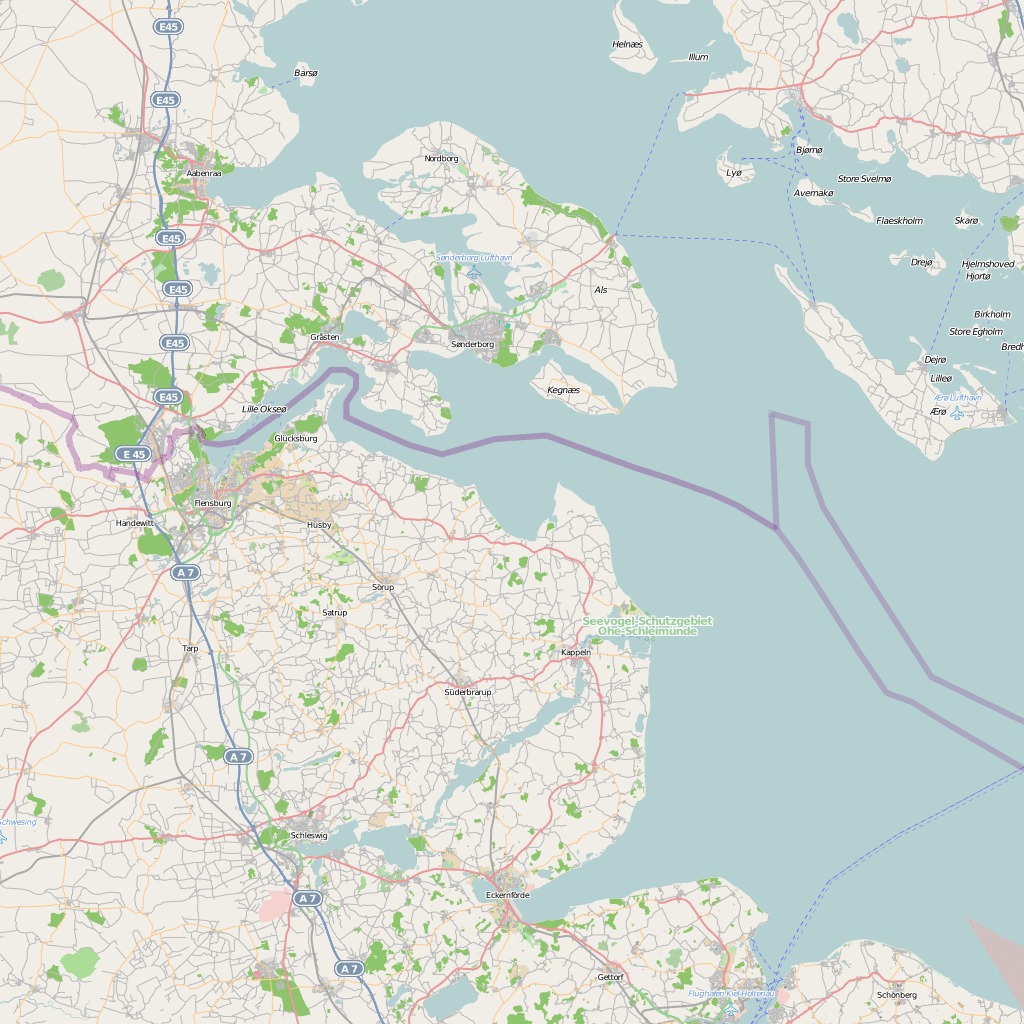 E45
Helnæs
Illum
Barsø
E45
Bjørnø
Nordborg
Aabenraa
Lyø
Store Svelmø
Avernakø
Flaeskholm
Skarø
E45
Sønderborg Lufthavn
Drejø
Hjelmshoved
Hjortø
E45
Als
Birkholm
Store Egholm
Gråsten
Sønderborg
E45
Dejrø
Lilleø
Kegnæs
E45
Ærø Lufthavn
Lille Okseø
Ærø
Glücksburg
E 45
Flensburg
Handewitt
Husby
A 7
Sörup
Satrup
Seevogel-Schutzgebiet
Ohe-Schleimunde
Tarp
Kappeln
Süderbrarup
A 7
Schwesing
Schleswig
Eckernförde
A 7
A 7
Gettorf
Flughafen Kiel-Holtenau
Schönberg